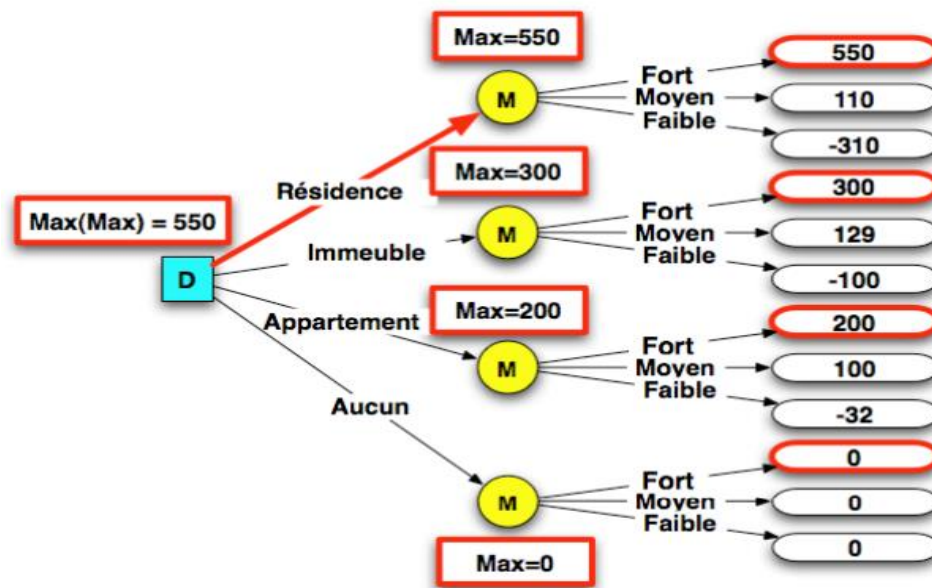 Max=550
550
Fort
Moyen
110
M
Faible
-310
Résidence
Max=300
300
Fort
Max(Max) = 550
Moyen
129
M
Immeuble
Faible
-100
D
Max=200
200
Appartement
Fort
Moyen
100
M
Faible
-32
Aucun
0
Fort
Moyen
0
M
Faible
0
Max=0